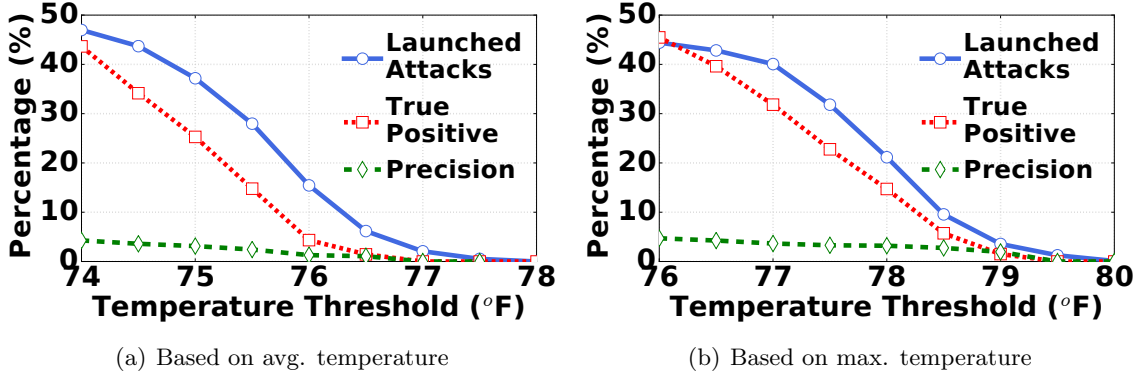 Percentage (%)
50
40
30
20
10
0
Launched
Attacks
True
Positive
Precision
74 75 76 77 78
Temperature Threshold (°F)
(a) Based on avg. temperature
Percentage (%)
50
40
30
20
10
0
Launched
Attacks
True
Positive
Precision
76 77 78 79 80
Temperature Threshold (°F)
(b) Based on max. temperature